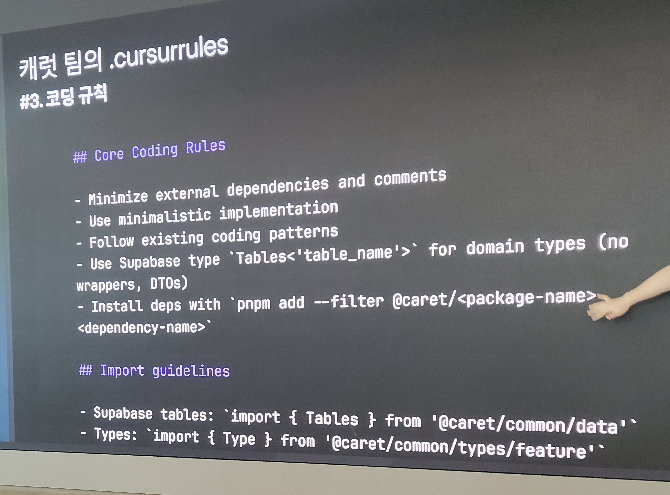 캐럿 팀의 .cursurrules
#3. 코딩 규칙
## Core Coding Rules
- Minimize external dependencies and comments
- Use minimalistic implementation
- Follow existing coding patterns
- Use Supabase type `Tables<'table_name'>` for domain types (no
wrappers, DTOs)
- Install deps with `pnpm add --filter @caret/<package-name>
<dependency-name>`
## Import guidelines
- Supabase tables: `import { Tables } from '@caret/common/data'`
- Types: `import { Type } from '@caret/common/types/feature'`